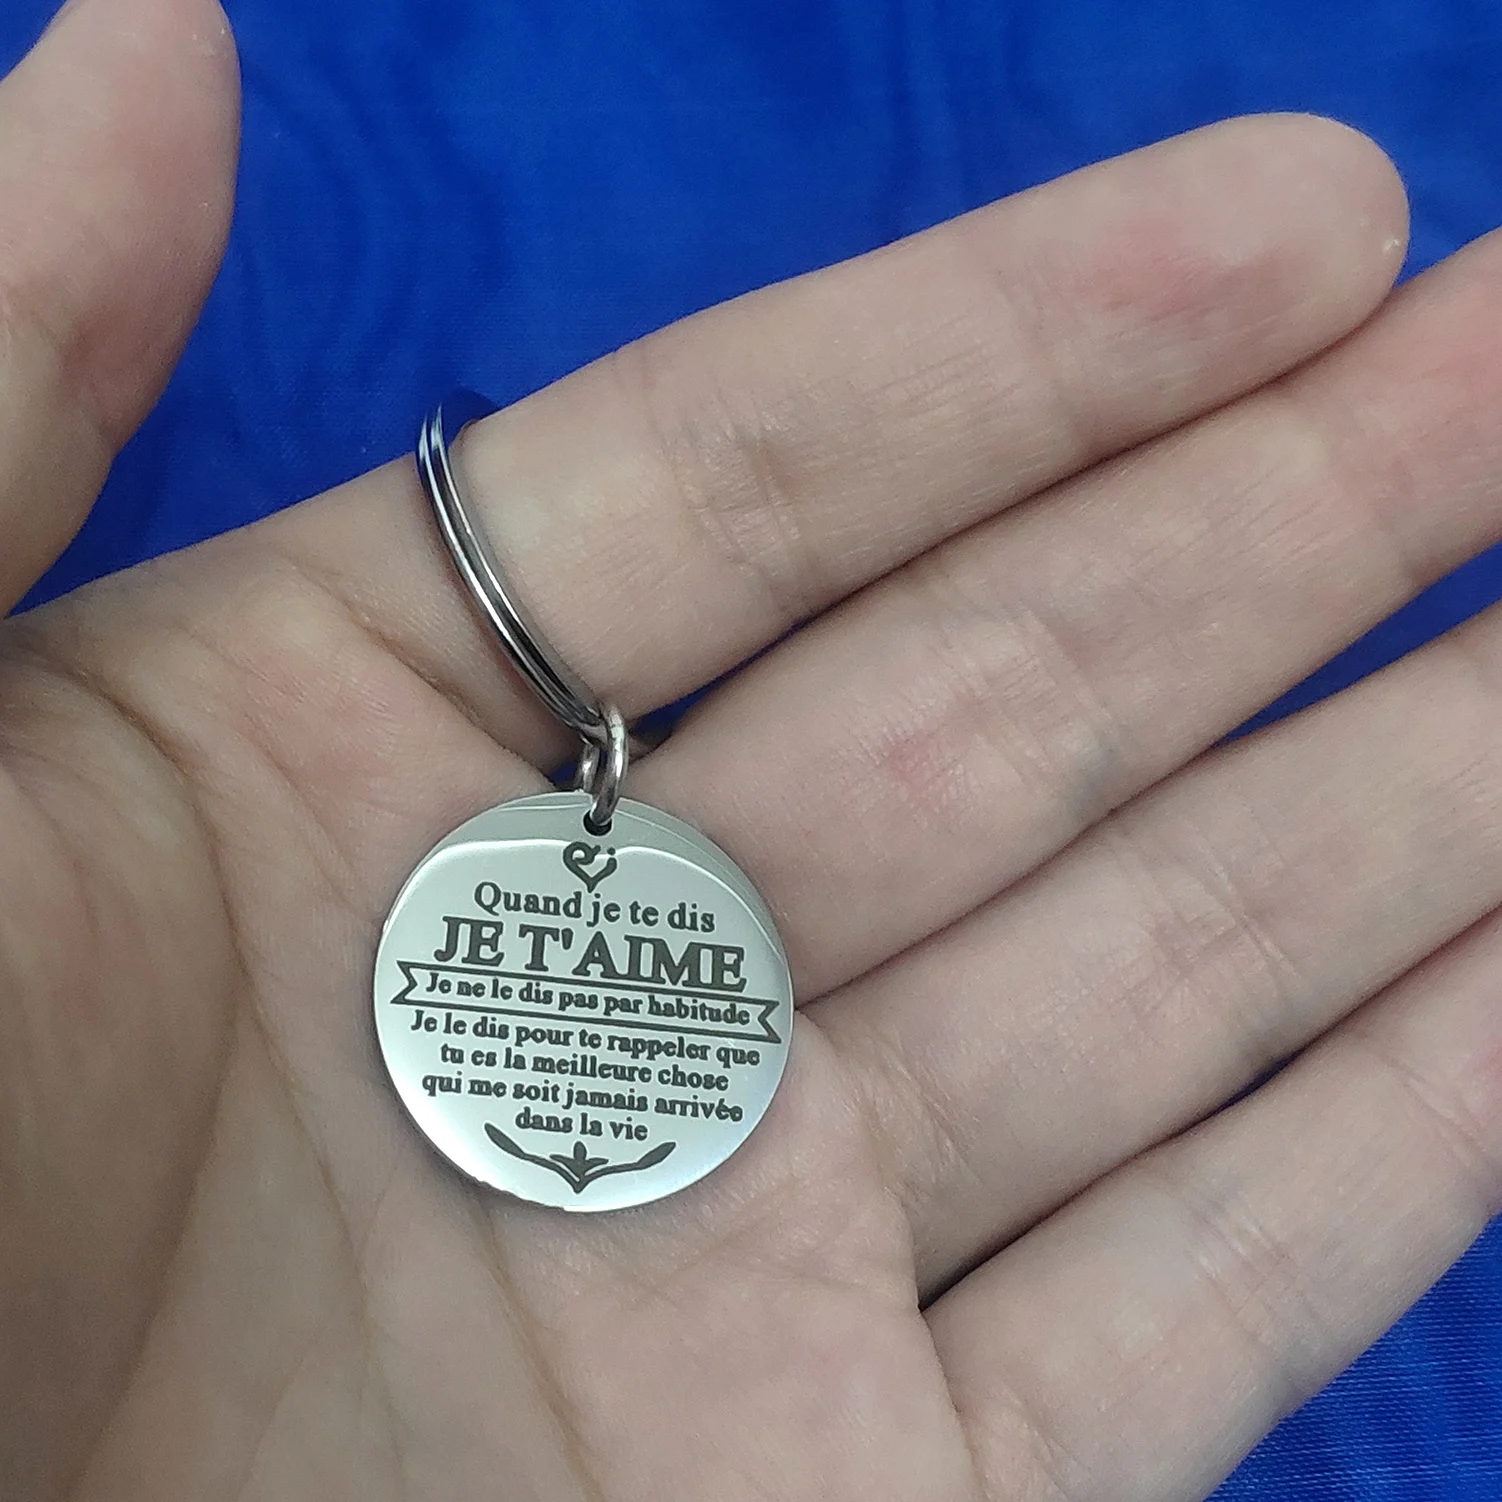 Quand je te dis
JE T'AIME
Je ne le dis pas par habitude
Je le dis pour te rappeler que
tu es la meilleure chose
qui me soit jamais arrivée
dans la vie